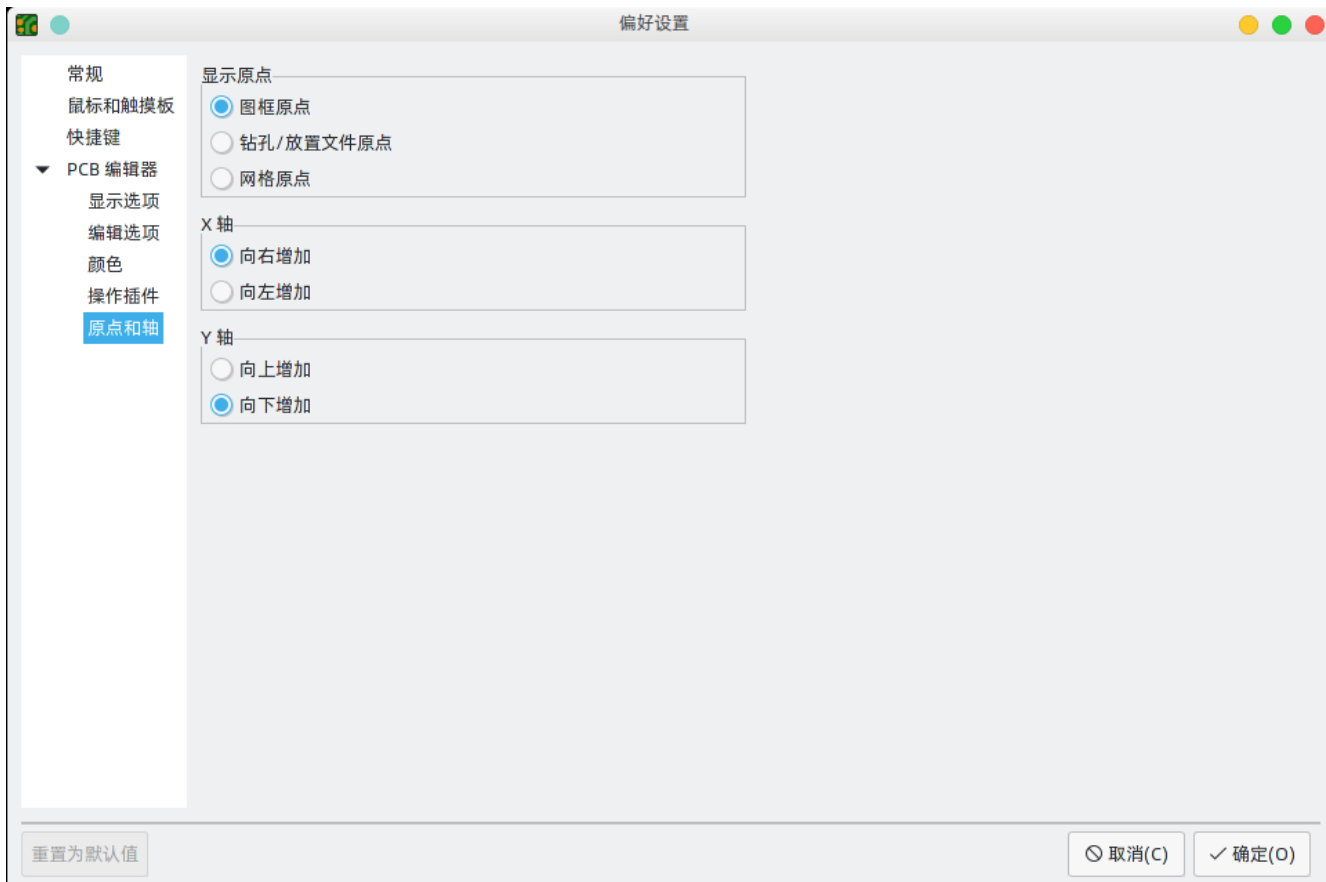 偏好设置
常规
鼠标和触摸板
快捷键
PCB 编辑器
显示选项
编辑选项
颜色
操作插件
原点和轴
显示原点
图框原点
钻孔/放置文件原点
网格原点
X 轴
向右增加
向左增加
Y 轴
向上增加
向下增加
重置为默认值
取消(C)
确定(O)